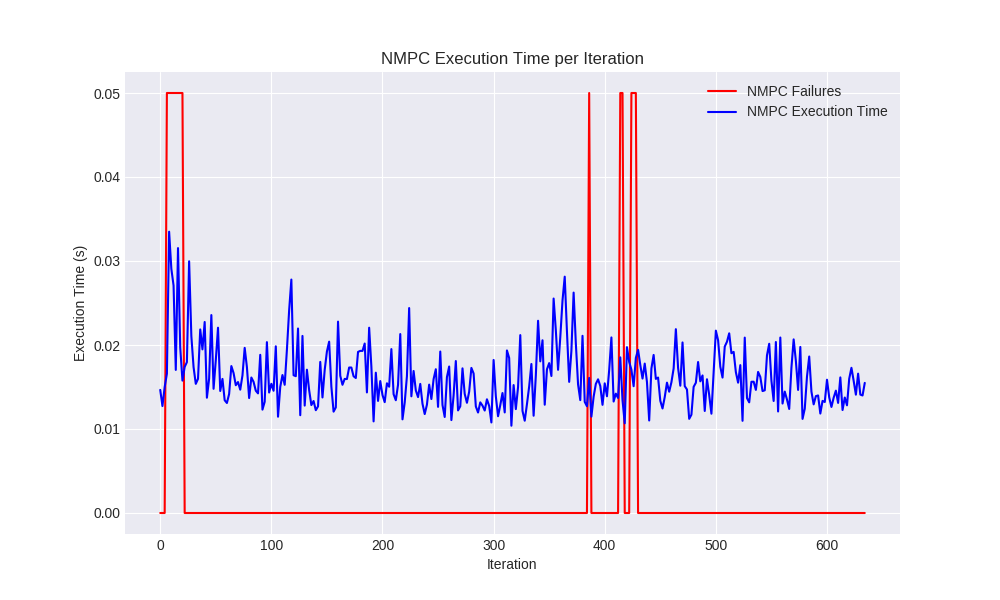 NMPC Execution Time per Iteration
NMPC Failures
NMPC Execution Time
0.05
0.04
0.03
0.02
0.01
0.00
Execution Time (s)
0 100 200 300 400 500 600
Iteration